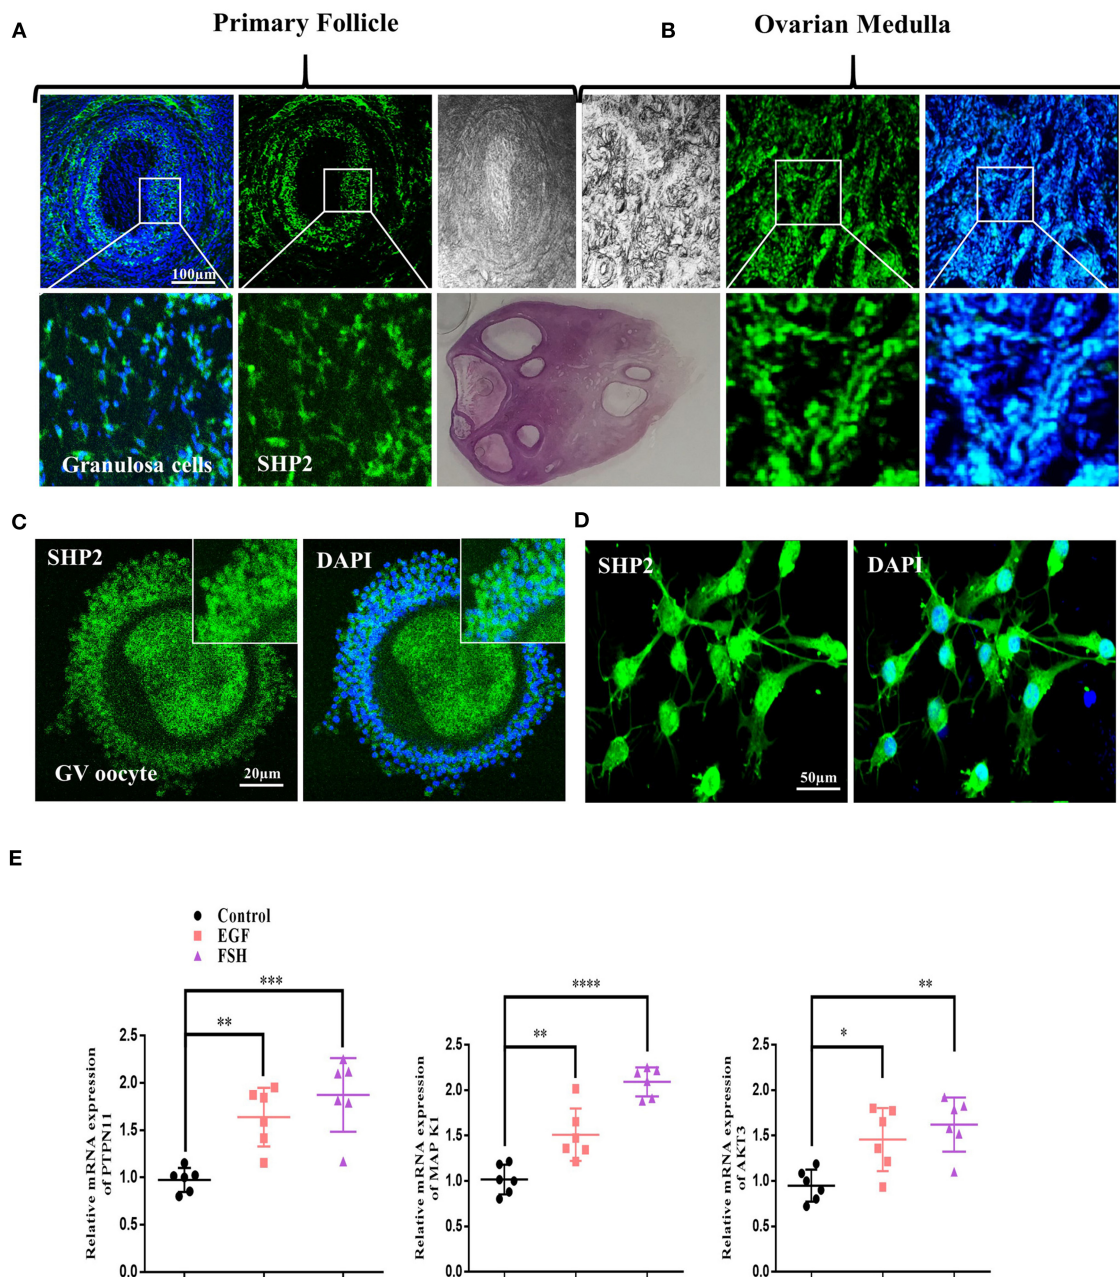 A
Primary Follicle
B
Ovarian Medulla
100µm
Granulosa cells
SHP2
C
SHP2
DAPI
GV oocyte
20µm
D
SHP2
DAPI
50µm
E
Control
EGF
FSH
Relative mRNA expression
of PTPN11
2.5
2.0
1.5
1.0
0.5
0.0
**
***
Relative mRNA expression
of MAP K1
2.5
2.0
1.5
1.0
0.5
0.0
**
****
Relative mRNA expression
of AKT3
2.5
2.0
1.5
1.0
0.5
0.0
*
**